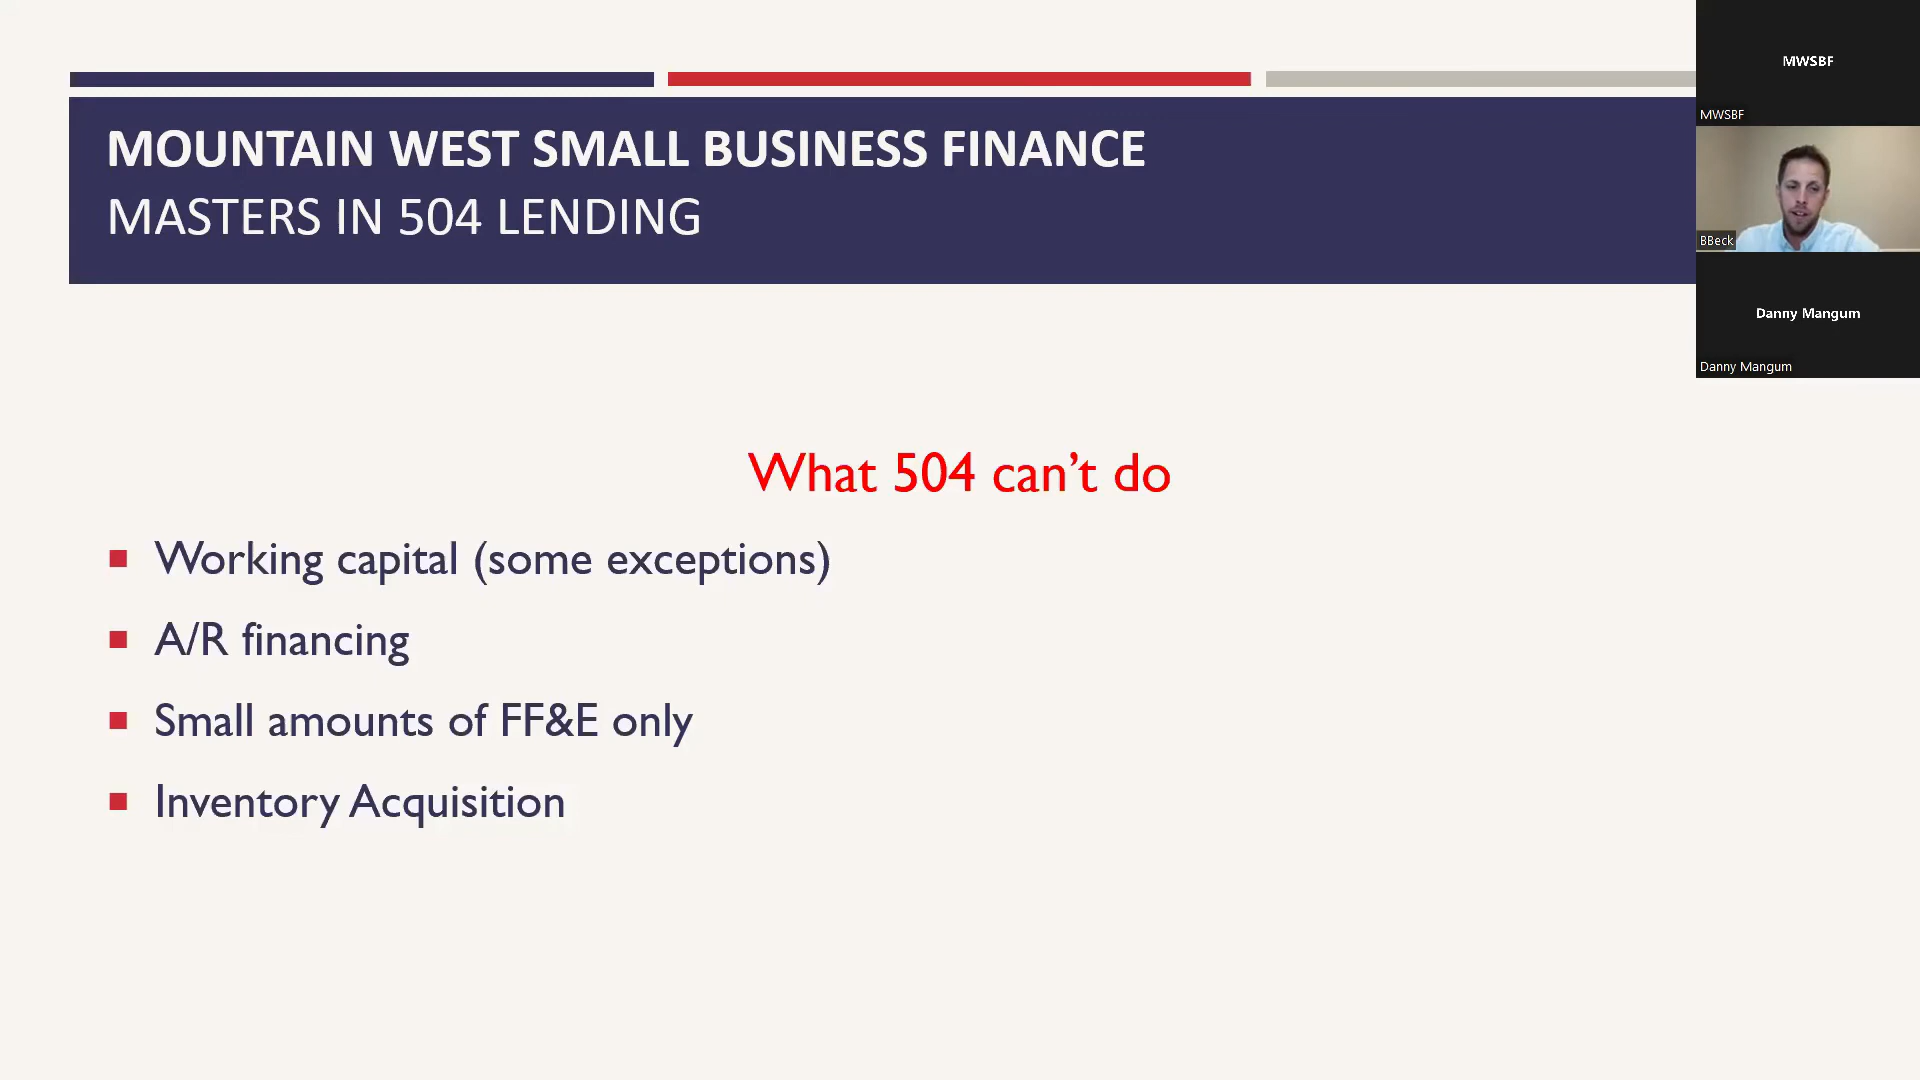 MOUNTAIN WEST SMALL BUSINESS FINANCE
MASTERS IN 504 LENDING
What 504 can’t do
Working capital (some exceptions)
A/R financing
Small amounts of FF&E only
Inventory Acquisition
MWSBF
MWSBF
BBeck
Danny Mangum
Danny Mangum